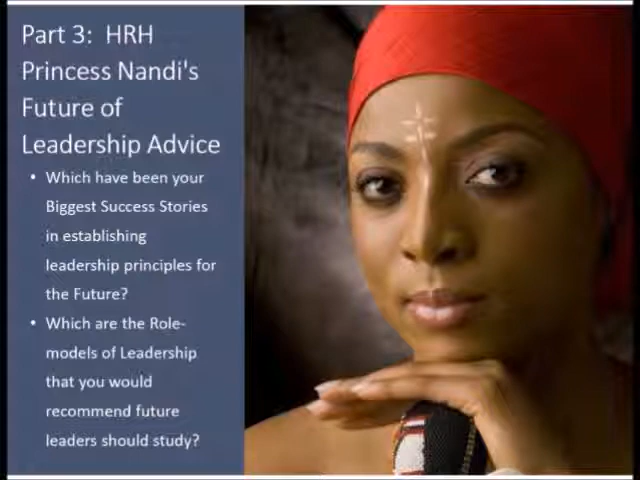 Part 3:  HRH
Princess Nandi's
Future of
Leadership Advice
• Which have been your
Biggest Success Stories
in establishing
leadership principles for
the Future?
• Which are the Role-
models of Leadership
that you would
recommend future
leaders should study?